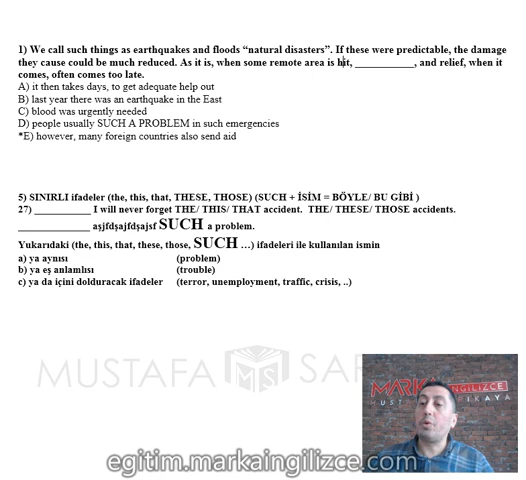 1) We call such things as earthquakes and floods “natural disasters”. If these were predictable, the damage
they cause could be much reduced. As it is, when some remote area is hit, ____________, and relief, when it
comes, often comes too late.
A) it then takes days, to get adequate help out
B) last year there was an earthquake in the East
C) blood was urgently needed
D) people usually SUCH A PROBLEM in such emergencies
*E) however, many foreign countries also send aid
5) SINIRLI ifadeler (the, this, that, THESE, THOSE) (SUCH + İSİM = BÖYLE/ BU GİBİ )
27) ____________ I will never forget THE/ THIS/ THAT accident. THE/ THESE/ THOSE accidents.
_______________ aşjfdşajfdşajsf SUCH a problem.
Yukarıdaki (the, this, that, these, those, SUCH …) ifadeleri ile kullanılan ismin
a) ya aynısı (problem)
b) ya eş anlamlısı (trouble)
c) ya da içini dolduracak ifadeler (terror, unemployment, traffic, crisis, ..)
MUSTAFA MS
egitim.markaingilizce.com